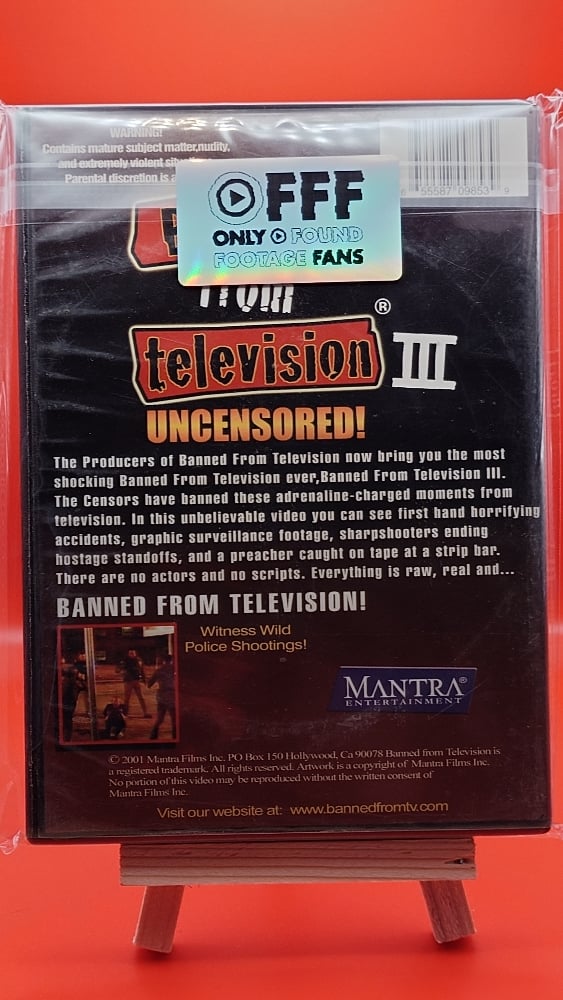 WARNING!
Contains mature subject matter,nudity,
and extremely violent
Parental discretion is
55587 09853 9
FFF
ONLY FOUND
FOOTAGE FANS
from
®
television III
UNCENSORED!
The Producers of Banned From Television now bring you the most
shocking Banned From Television ever,Banned From Television III.
The Censors have banned these adrenaline-charged moments from
television. In this unbelievable video you can see first hand horrifying
accidents, graphic surveillance footage, sharpshooters ending
hostage standoffs, and a preacher caught on tape at a strip bar.
There are no actors and no scripts. Everything is raw, real and...
BANNED FROM TELEVISION!
Witness Wild
Police Shootings!
MANTRA®
ENTERTAINMENT
© 2001 Mantra Films Inc. PO Box 150 Hollywood, Ca 90078 Banned from Television is
a registered trademark. All rights reserved. Artwork is a copyright of Mantra Films Inc.
No portion of this video may be reproduced without the written consent of
Mantra Films Inc.
Visit our website at: www.bannedfromtv.com